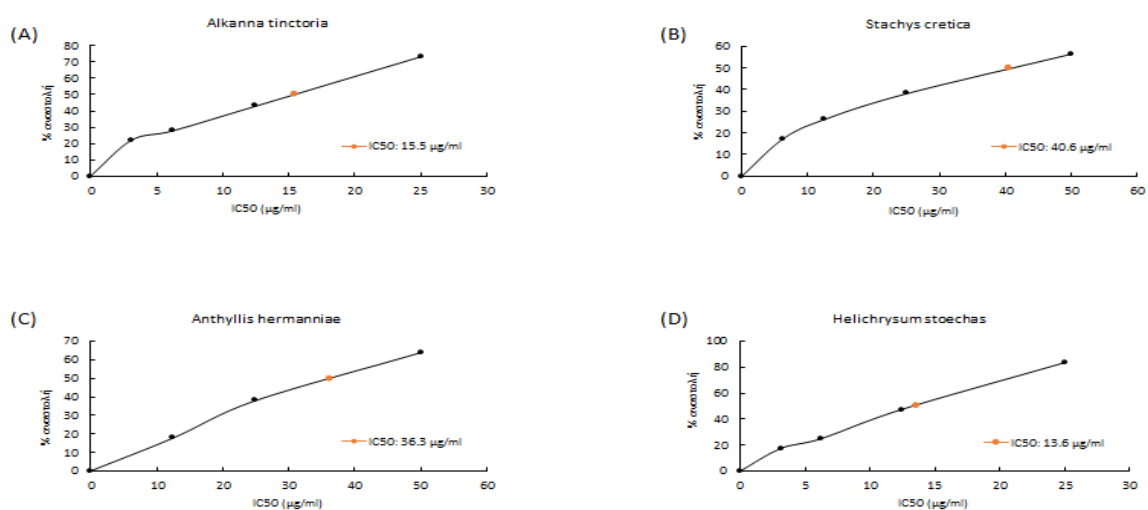 (A)
Alkanna tinctoria
80
70
60
50
40
30
20
10
0
% συστολή
0 5 10 15 20 25 30
IC50 (μg/ml)
IC50: 15.5 μg/ml
(B)
Stachys cretica
60
50
40
30
20
10
0
% συστολή
0 10 20 30 40 50 60
IC50 (μg/ml)
IC50: 40.6 μg/ml
(C)
Anthyllis hermanniae
70
60
50
40
30
20
10
0
% συστολή
0 10 20 30 40 50 60
IC50 (μg/ml)
IC50: 36.3 μg/ml
(D)
Helichrysum stoechas
100
80
60
40
20
0
% συστολή
0 5 10 15 20 25 30
IC50 (μg/ml)
IC50: 13.6 μg/ml